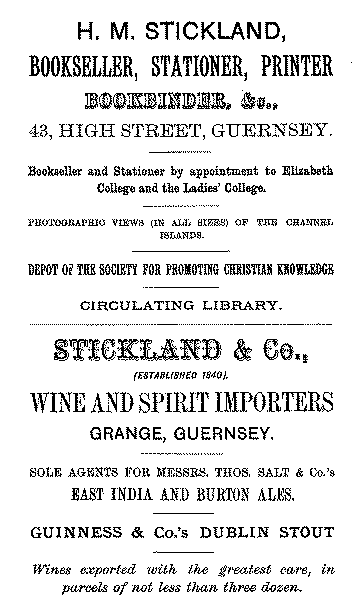 H. M. STICKLAND,
BOOKSELLER, STATIONER, PRINTER
BOOKBINDER, &c.,
43, HIGH STREET, GUERNSEY.
Bookseller and Stationer by appointment to Elizabeth
College and the Ladies' College.
PHOTOGRAPHIC VIEWS (IN ALL SIZES) OF THE CHANNEL
ISLANDS.
DEPOT OF THE SOCIETY FOR PROMOTING CHRISTIAN KNOWLEDGE
CIRCULATING LIBRARY.
STICKLAND & Co.,
(ESTABLISHED 1840).
WINE AND SPIRIT IMPORTERS
GRANGE, GUERNSEY.
SOLE AGENTS FOR MESSRS. THOS. SALT & Co.'s
EAST INDIA AND BURTON ALES.
GUINNESS & Co.'s DUBLIN STOUT
Wines exported with the greatest care, in
parcels of not less than three dozen.